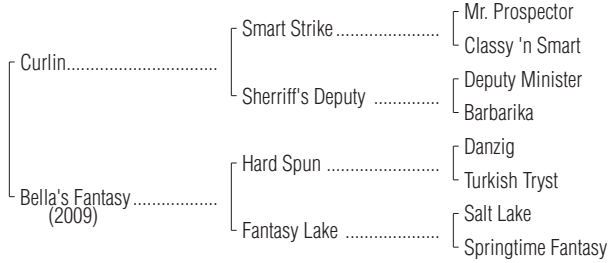 Mr. Prospector
Smart Strike ......................
Classy 'n Smart
Curlin................................
Deputy Minister
Sherriff's Deputy ..............
Barbarika
Danzig
Hard Spun ........................
Turkish Tryst
Bella's Fantasy ..................
(2009)
Salt Lake
Fantasy Lake ....................
Springtime Fantasy